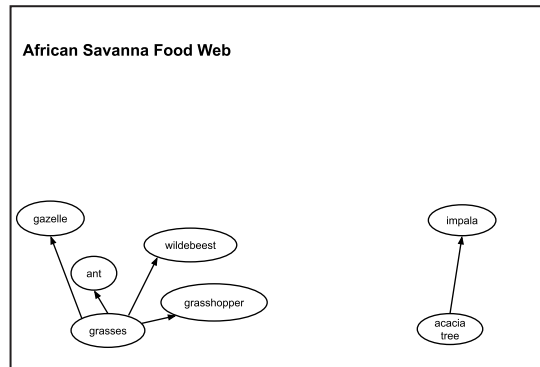 African Savanna Food Web
gazelle
impala
wildebeest
ant
grasshopper
grasses
acacia
tree